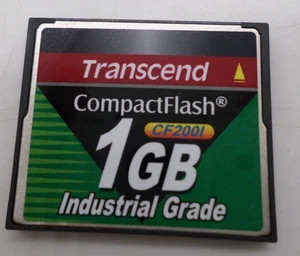 Transcend
CompactFlash®
CF200I
1GB
Industrial Grade